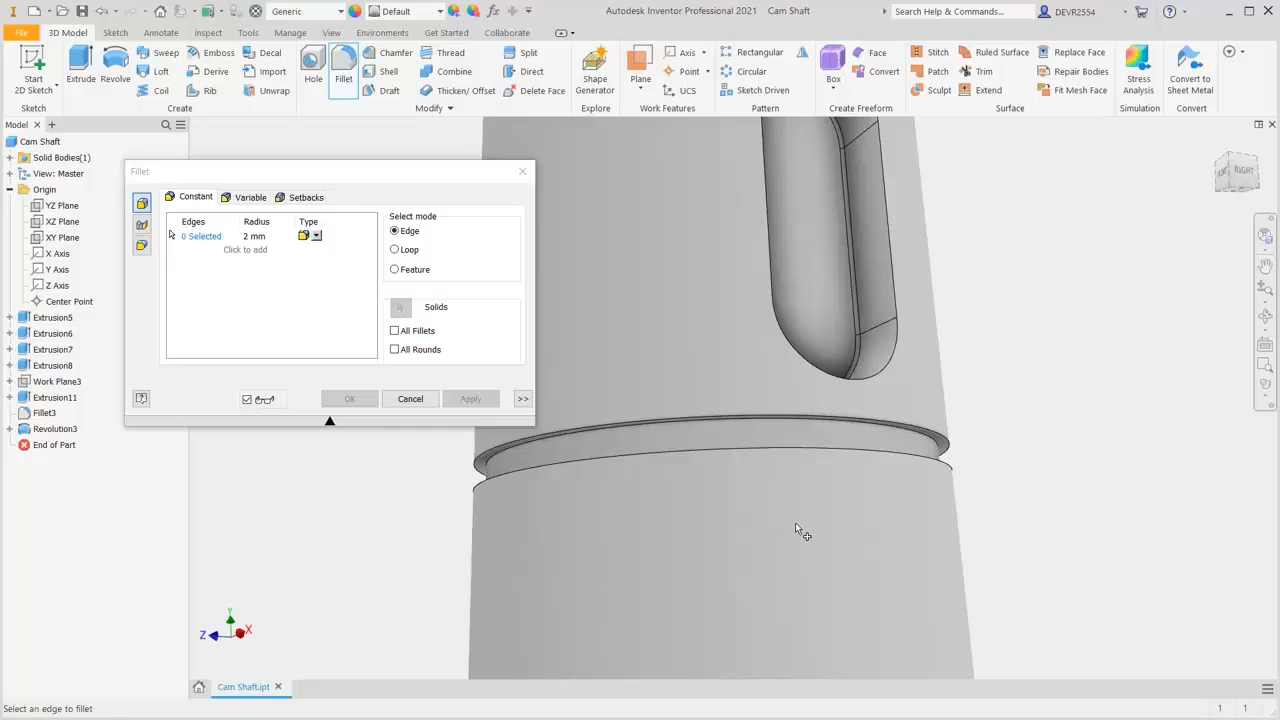 Generic
Default
Autodesk Inventor Professional 2021 Cam Shaft
Search Help & Commands...
DEVR2554
File
3D Model
Sketch
Annotate
Inspect
Tools
Manage
View
Environments
Get Started
Collaborate
Start
2D Sketch
Sketch
Extrude
Revolve
Sweep
Loft
Coil
Emboss
Derive
Rib
Decal
Import
Unwrap
Create
Hole
Fillet
Chamfer
Shell
Draft
Thread
Combine
Thicken/ Offset
Split
Direct
Delete Face
Modify
Shape
Generator
Explore
Plane
Axis
Point
UCS
Work Features
Rectangular
Circular
Sketch Driven
Pattern
Box
Face
Convert
Create Freeform
Stitch
Patch
Sculpt
Ruled Surface
Trim
Extend
Replace Face
Repair Bodies
Fit Mesh Face
Surface
Stress
Analysis
Simulation
Convert to
Sheet Metal
Convert
Model
Cam Shaft
Solid Bodies(1)
View: Master
Origin
YZ Plane
XZ Plane
XY Plane
X Axis
Y Axis
Z Axis
Center Point
Extrusion5
Extrusion6
Extrusion7
Extrusion8
Work Plane3
Extrusion11
Fillet3
Revolution3
End of Part
Fillet
Constant
Variable
Setbacks
Edges Radius Type
0 Selected 2 mm
Click to add
Select mode
Edge
Loop
Feature
Solids
All Fillets
All Rounds
OK
Cancel
Apply
>>
RIGHT
Y
Z
X
Cam Shaft.ipt
Select an edge to fillet
1 1